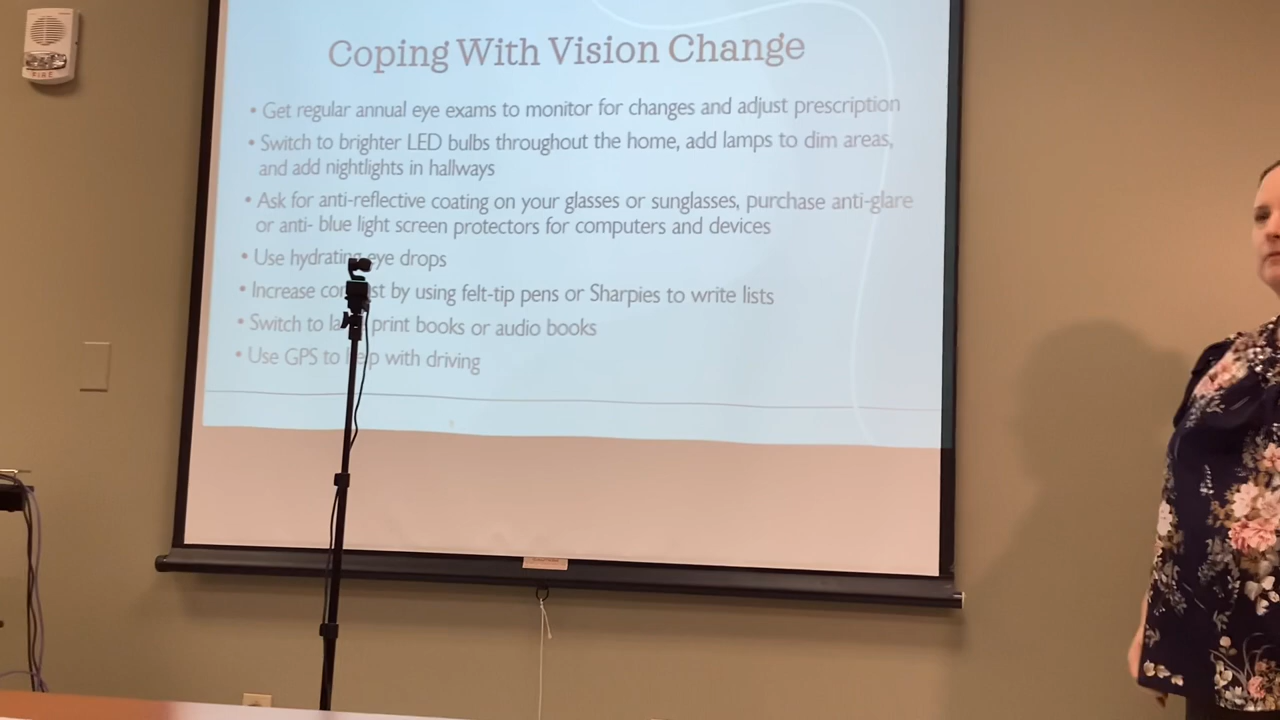 FIRE
Coping With Vision Change
• Get regular annual eye exams to monitor for changes and adjust prescription
• Switch to brighter LED bulbs throughout the home, add lamps to dim areas,
and add nightlights in hallways
• Ask for anti-reflective coating on your glasses or sunglasses, purchase anti-glare
or anti- blue light screen protectors for computers and devices
• Use hydrating eye drops
• Increase contrast by using felt-tip pens or Sharpies to write lists
• Switch to large print books or audio books
• Use GPS to help with driving